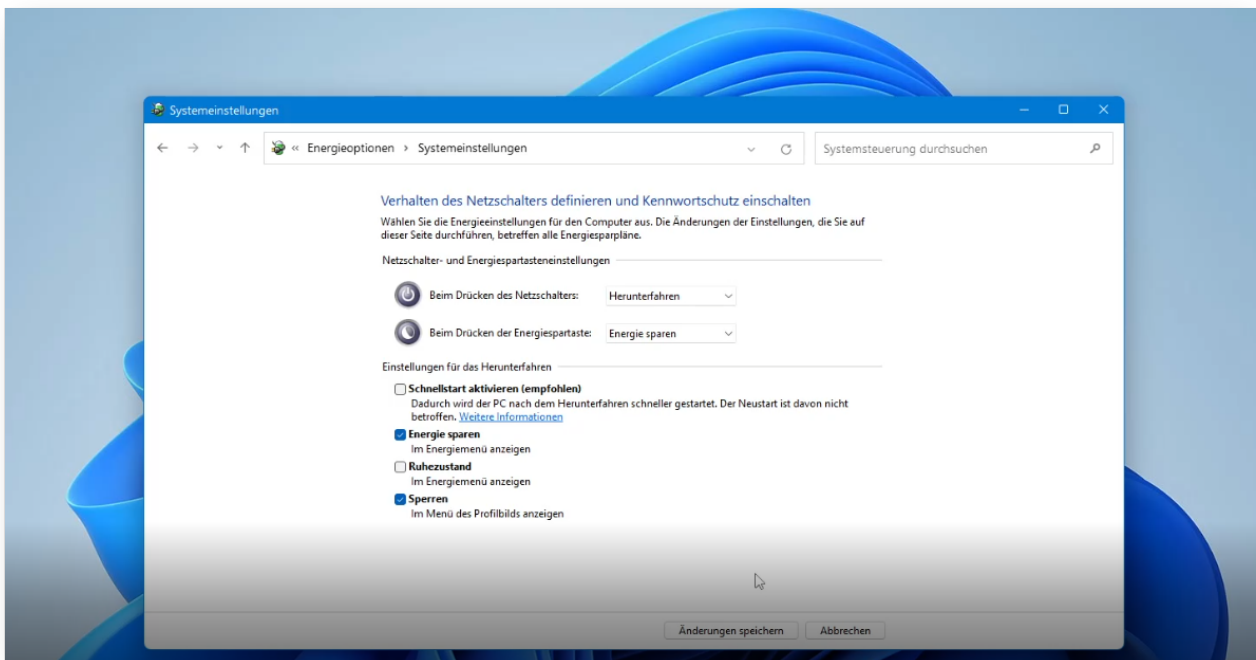 Systemeinstellungen
« Energieoptionen › Systemeinstellungen
Systemsteuerung durchsuchen
Verhalten des Netzschalters definieren und Kennwortschutz einschalten
Wählen Sie die Energieeinstellungen für den Computer aus. Die Änderungen der Einstellungen, die Sie auf
dieser Seite durchführen, betreffen alle Energiesparpläne.
Netzschalter- und Energiespartasteneinstellungen
Beim Drücken des Netzschalters: Herunterfahren
Beim Drücken der Energiespartaste: Energie sparen
Einstellungen für das Herunterfahren
Schnellstart aktivieren (empfohlen)
Dadurch wird der PC nach dem Herunterfahren schneller gestartet. Der Neustart ist davon nicht
betroffen. Weitere Informationen
Energie sparen
Im Energiemenü anzeigen
Ruhezustand
Im Energiemenü anzeigen
Sperren
Im Menü des Profilbilds anzeigen
Änderungen speichern Abbrechen